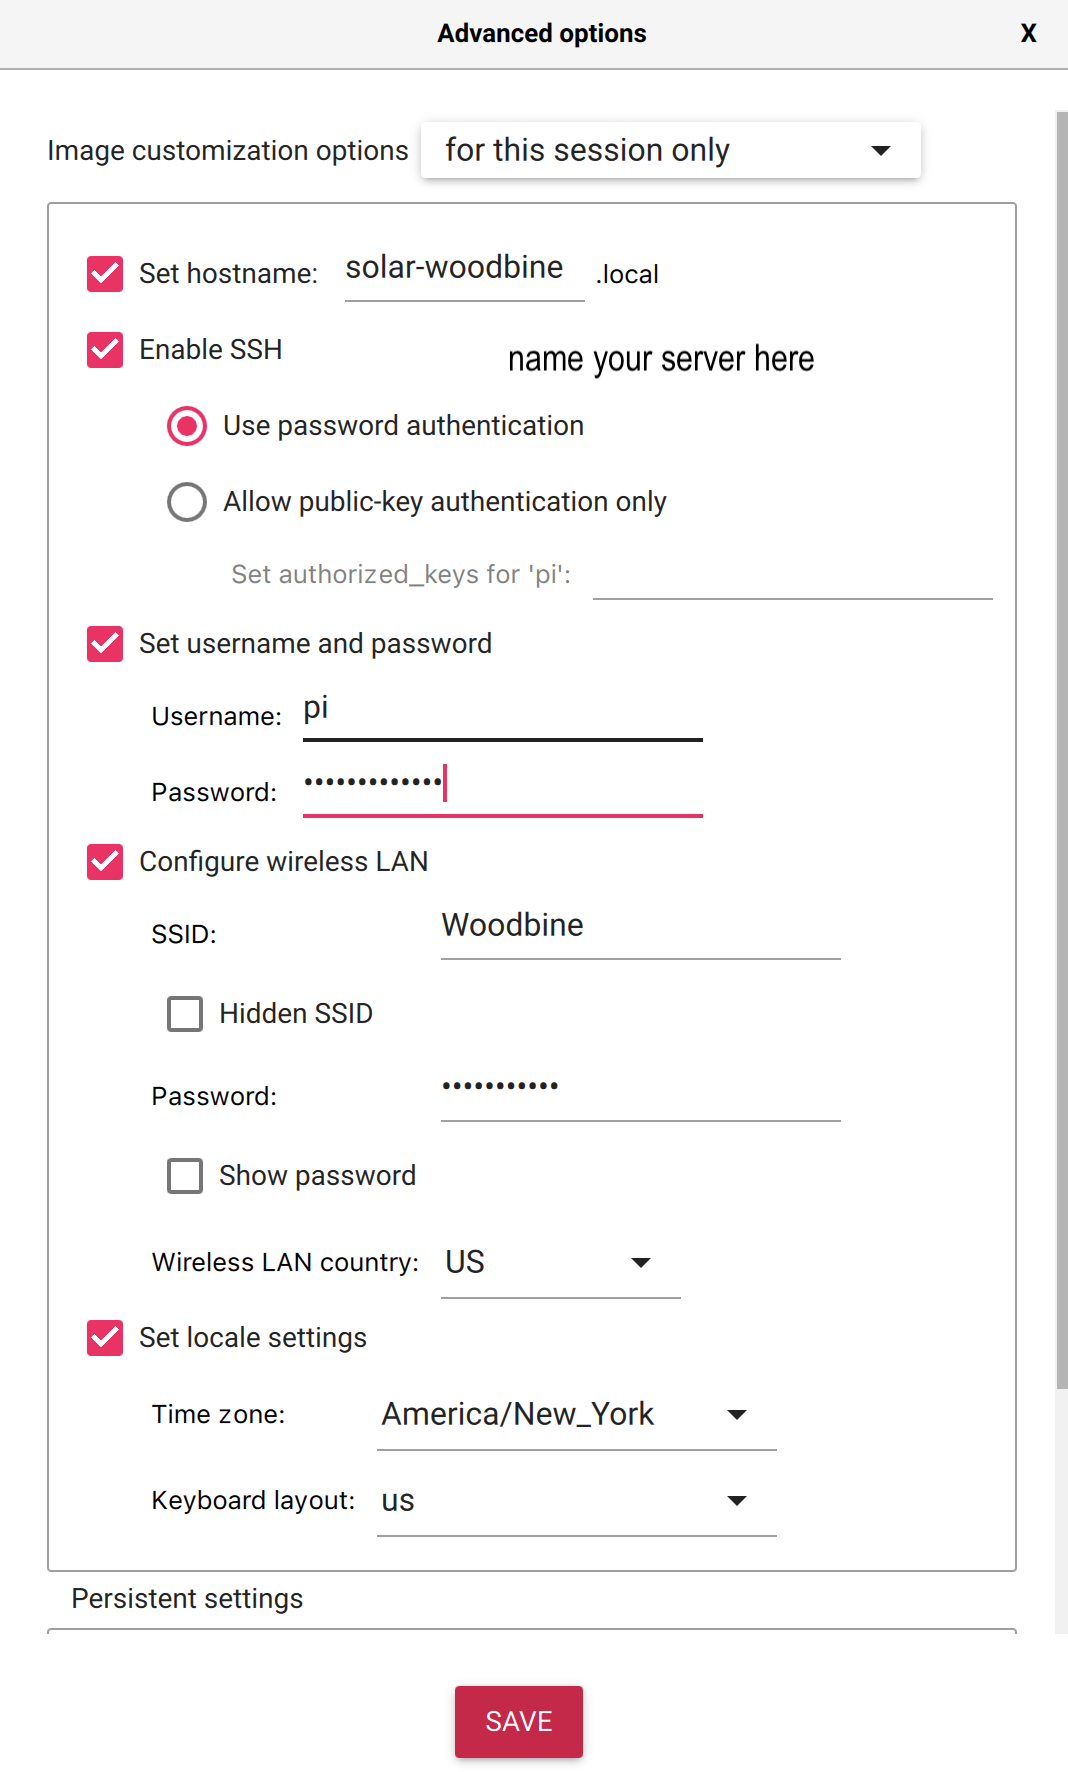 Advanced options X
Image customization options for this session only
Set hostname: solar-woodbine .local
Enable SSH
name your server here
Use password authentication
Allow public-key authentication only
Set authorized_keys for 'pi':
Set username and password
Username: pi
Password: •••••••••••••
Configure wireless LAN
SSID: Woodbine
Hidden SSID
Password: •••••••••••
Show password
Wireless LAN country: US
Set locale settings
Time zone: America/New_York
Keyboard layout: us
Persistent settings
SAVE